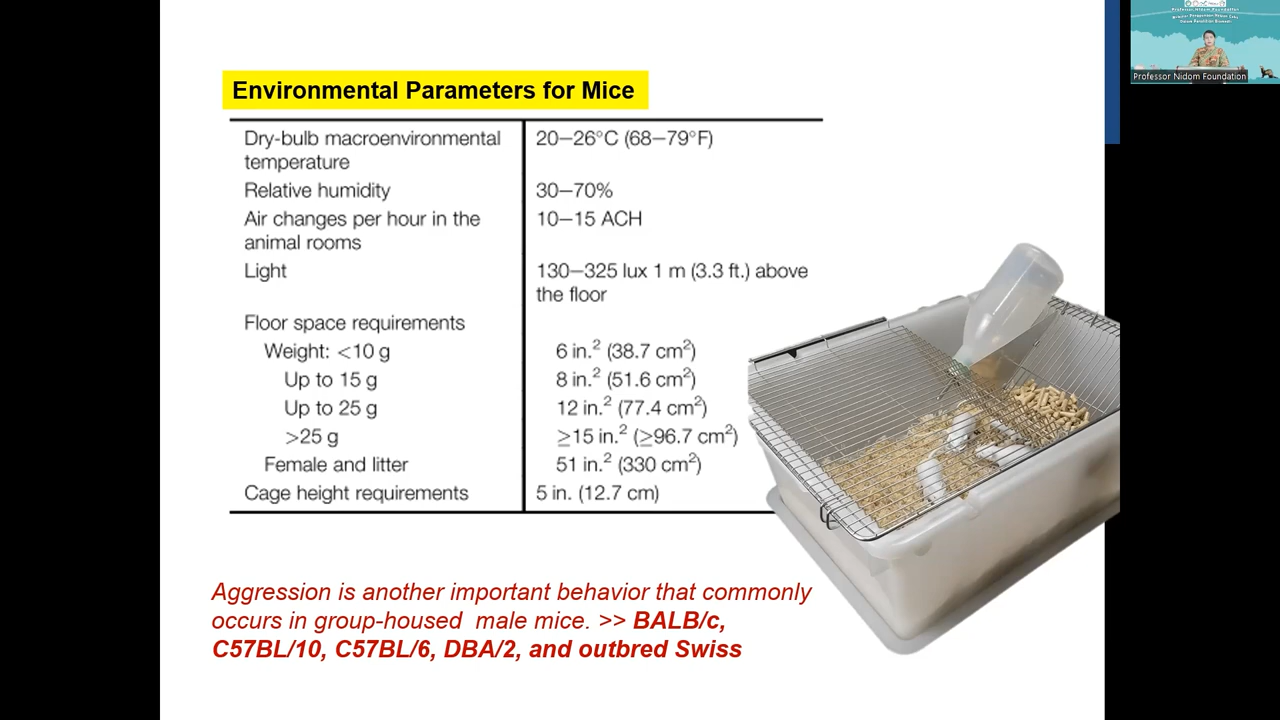 Environmental Parameters for Mice
Dry-bulb macroenvironmental temperature
20–26°C (68–79°F)
Relative humidity
30–70%
Air changes per hour in the animal rooms
10–15 ACH
Light
130–325 lux 1 m (3.3 ft.) above the floor
Floor space requirements
Weight: <10 g
6 in.² (38.7 cm²)
Up to 15 g
8 in.² (51.6 cm²)
Up to 25 g
12 in.² (77.4 cm²)
>25 g
≥15 in.² (≥96.7 cm²)
Female and litter
51 in.² (330 cm²)
Cage height requirements
5 in. (12.7 cm)
Aggression is another important behavior that commonly
occurs in group-housed male mice. >> BALB/c,
C57BL/10, C57BL/6, DBA/2, and outbred Swiss
Professor Nidom Foundation
Professor Nidom Foundation